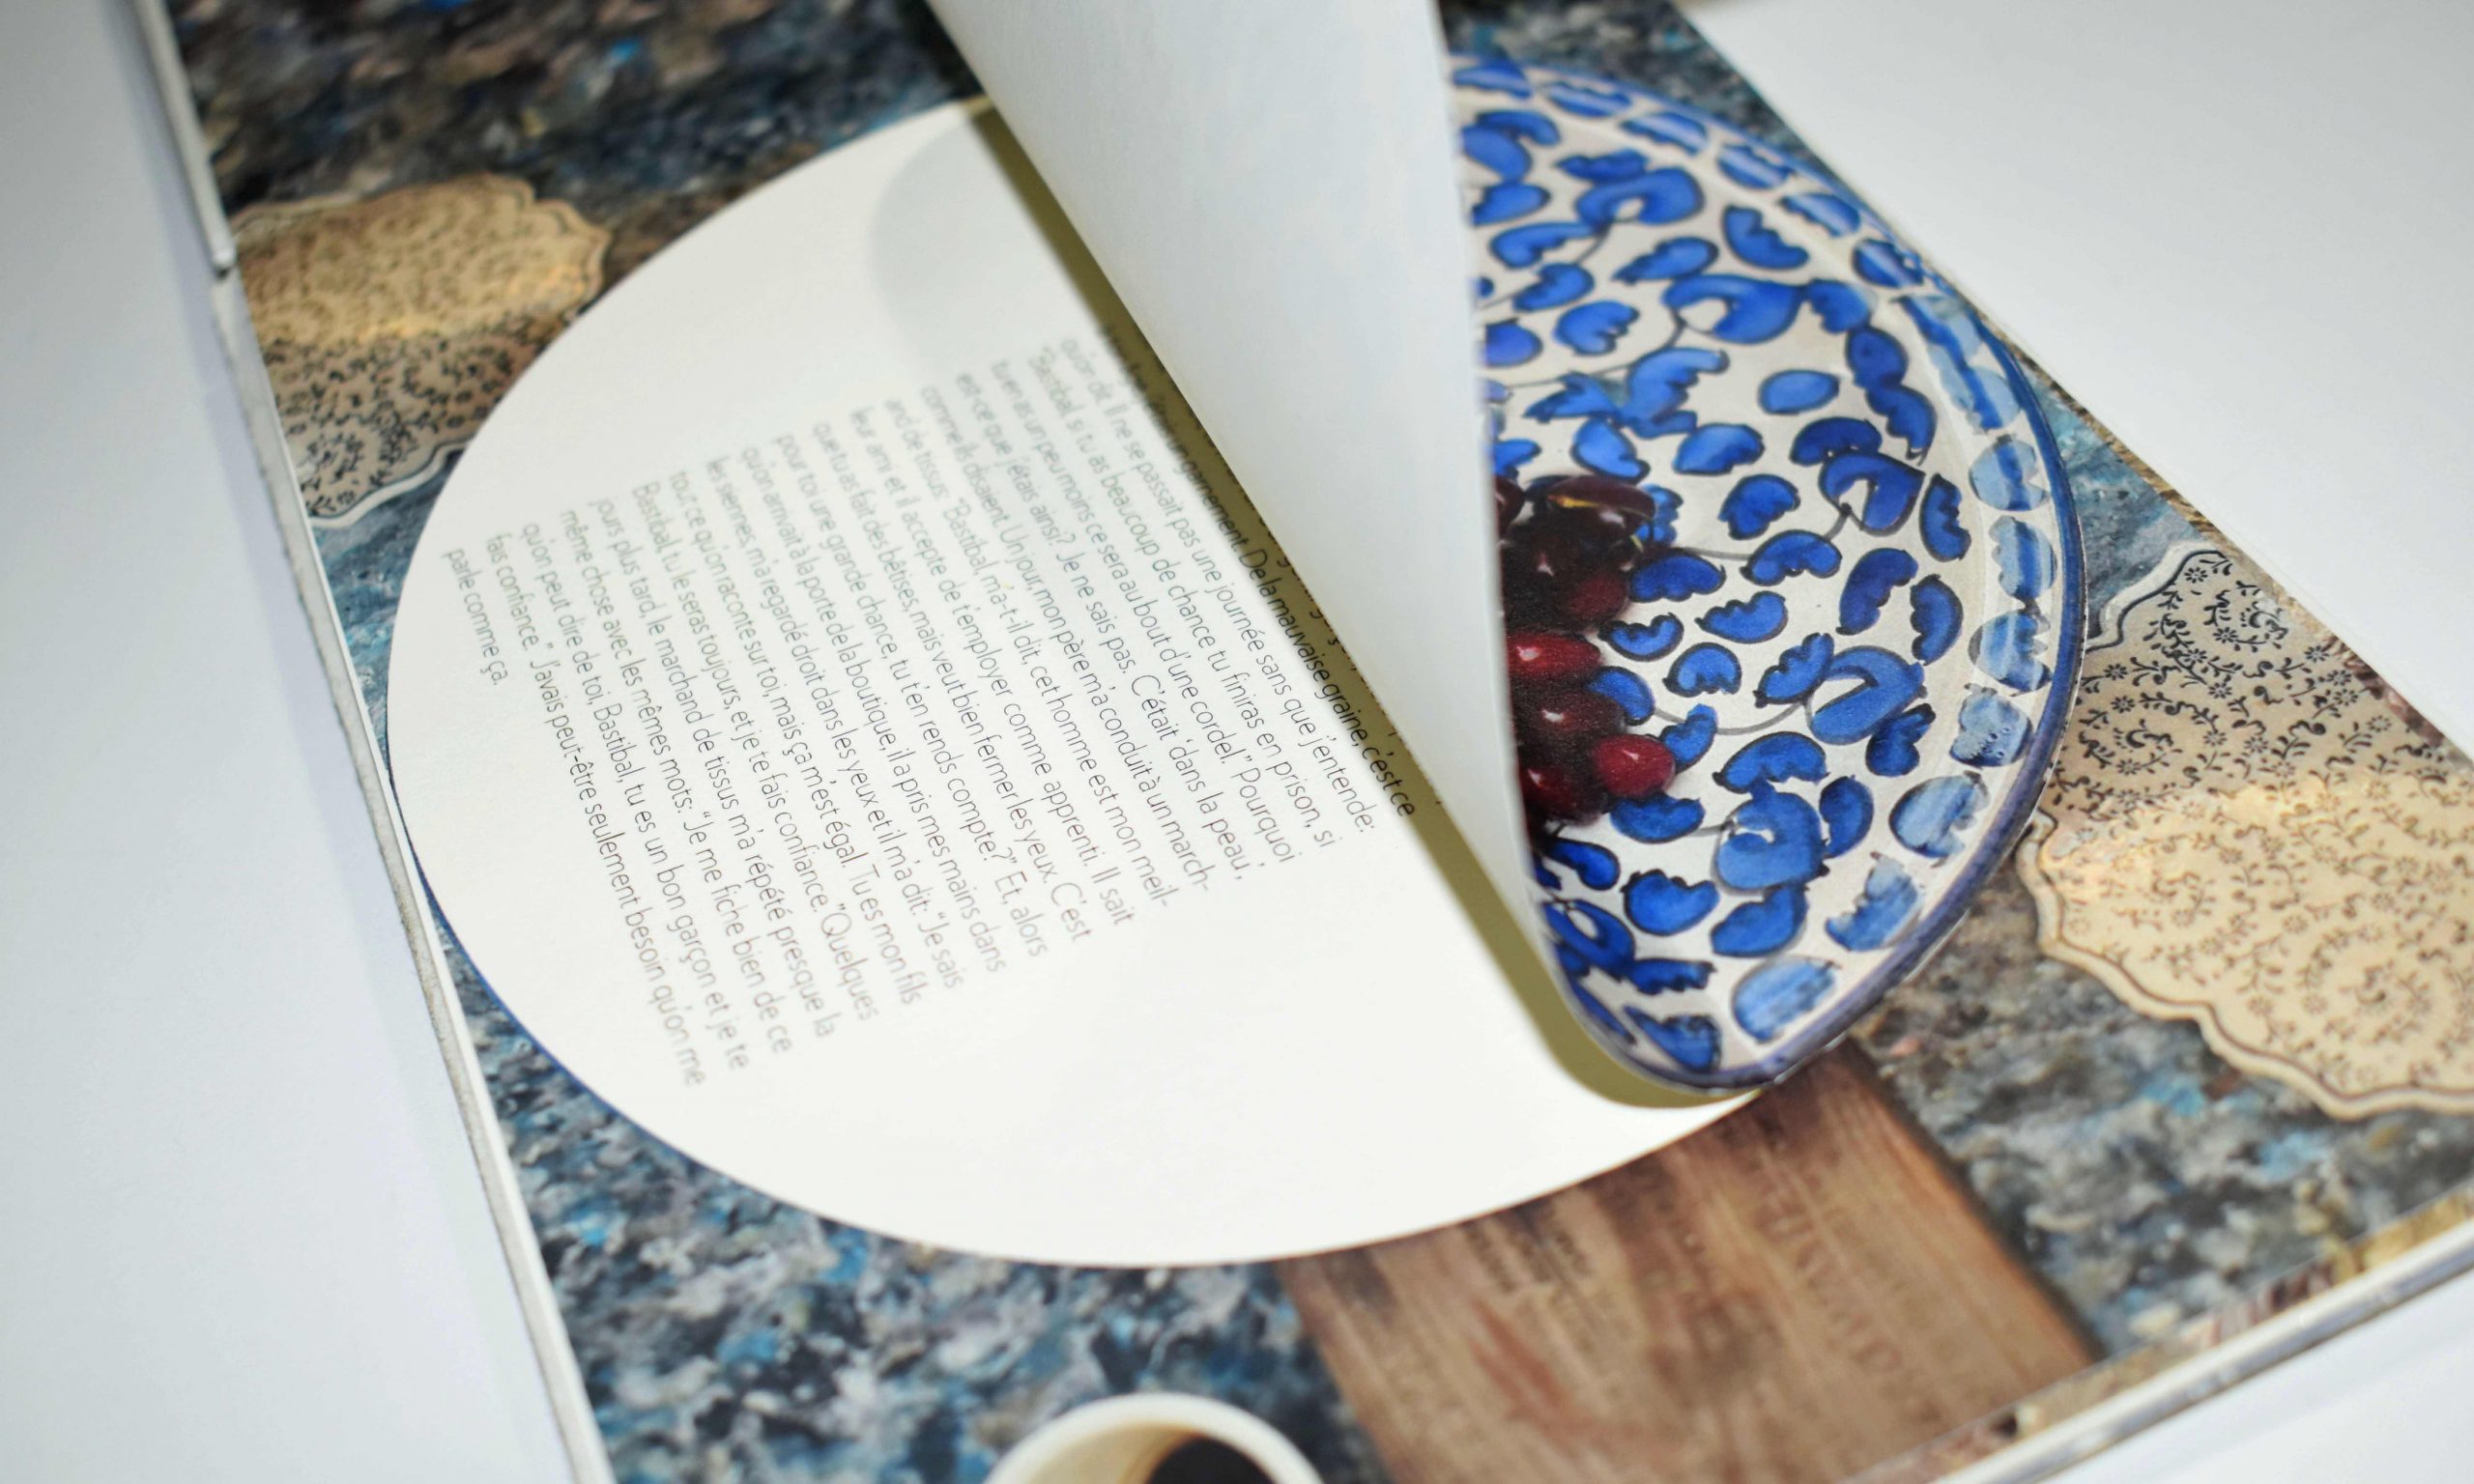 garnement. De la mauvaise graine, c'est ce
qu'on dit. Il ne se passait pas une journée sans que j'entende:
"Bastibal, si tu as beaucoup de chance tu finiras en prison, si
tu en as un peu moins ce sera au bout d'une cordel." Pourquoi
est-ce que j'étais ainsi? Je ne sais pas. C'était 'dans la peau',
comme ils disaient. Un jour, mon père m'a conduit à un march-
and de tissus: "Bastibal, m'a-t-il dit, cet homme est mon meil-
leur ami et il accepte de t'employer comme apprenti. Il sait
que tu as fait des bêtises, mais veut bien fermer les yeux. C'est
pour toi une grande chance, tu t'en rends compte?" Et, alors
qu'on arrivait à la porte de la boutique, il a pris mes mains dans
les siennes, m'a regardé droit dans les yeux et il m'a dit: "Je sais
tout ce qu'on raconte sur toi, mais ça m'est égal. Tu es mon fils
Bastibal, tu le seras toujours, et je te fais confiance. "Quelques
jours plus tard, le marchand de tissus m'a répété presque la
même chose avec les mêmes mots: "Je me fiche bien de ce
qu'on peut dire de toi, Bastibal, tu es un bon garçon et je te
fais confiance." J'avais peut-être seulement besoin qu'on me
parle comme ça.